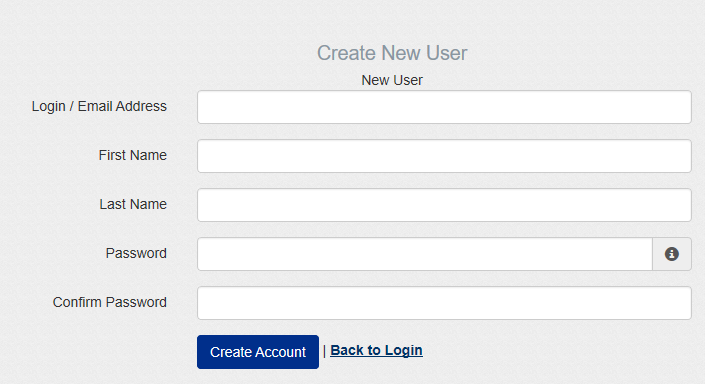 Create New User
New User
Login / Email Address
First Name
Last Name
Password
Confirm Password
Create Account | Back to Login